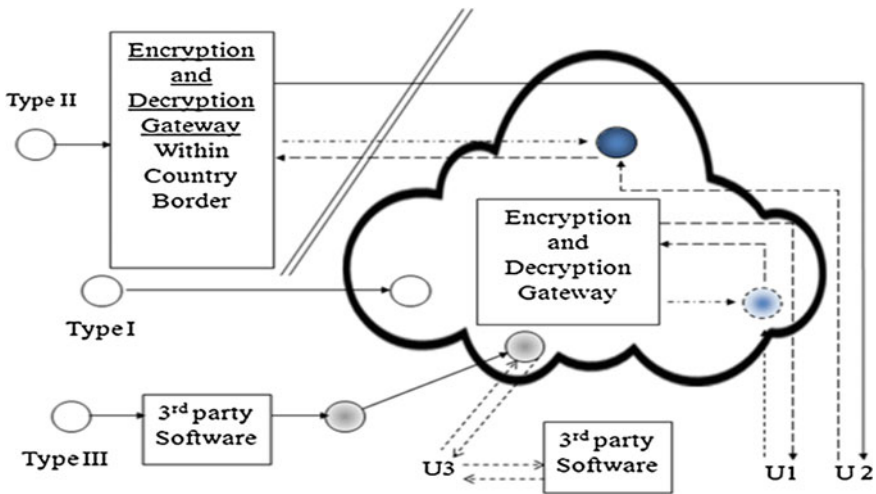 Type II
Encryption
and
Decryption
Gateway
Within
Country
Border
Encryption
and
Decryption
Gateway
Type I
3rd party
Software
Type III
U3
3rd party
Software
U1
U 2